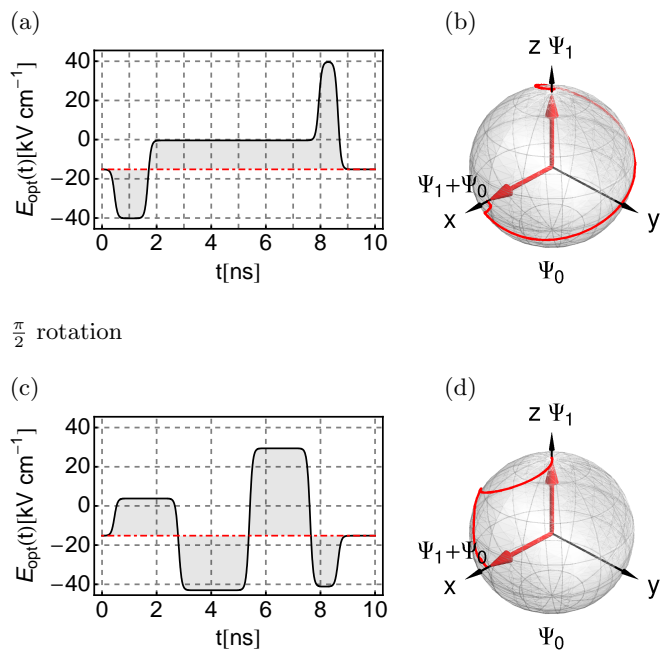 (a)
(b)
E_opt(t)[kV cm⁻¹]
40
20
0
−20
−40
0 2 4 6 8 10
t[ns]
z Ψ₁
Ψ₁+Ψ₀
x
y
Ψ₀
π/2 rotation
(c)
(d)
E_opt(t)[kV cm⁻¹]
40
20
0
−20
−40
0 2 4 6 8 10
t[ns]
z Ψ₁
Ψ₁+Ψ₀
x
y
Ψ₀